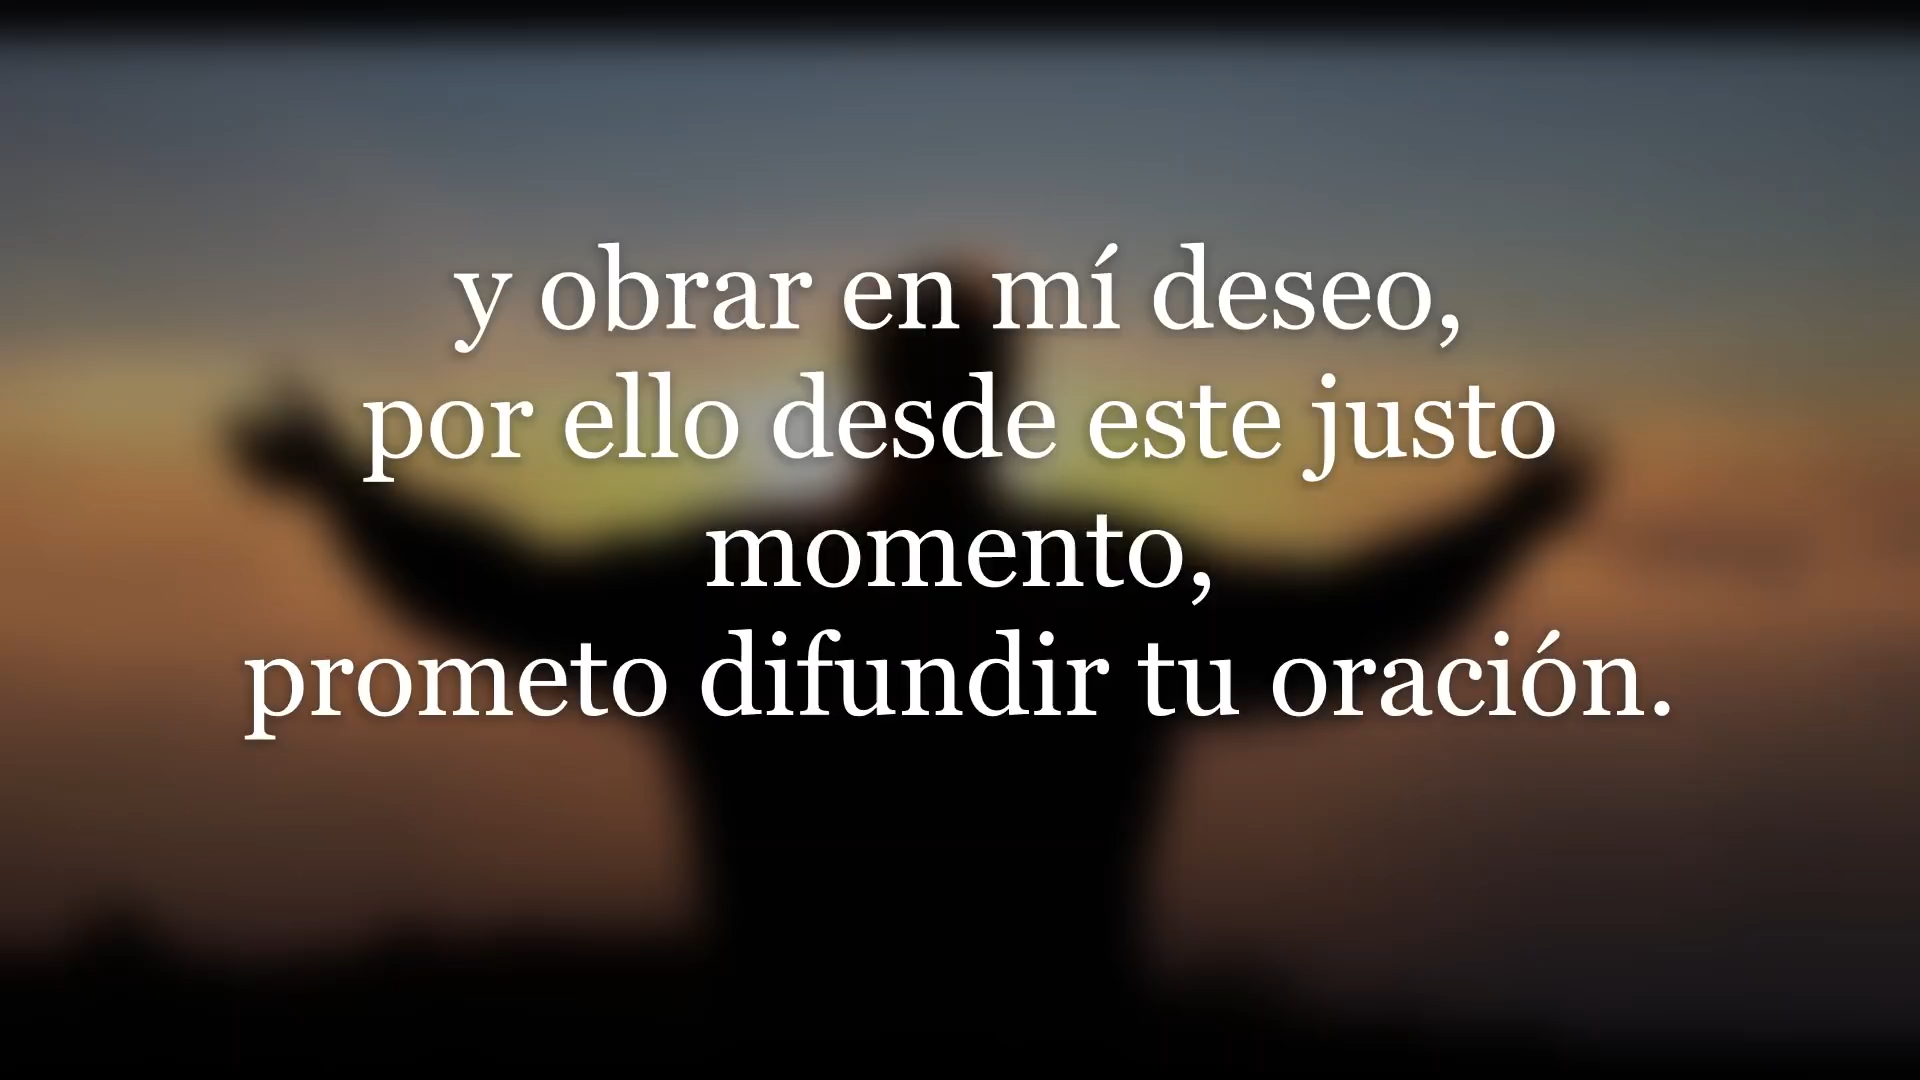 y obrar en mí deseo,
por ello desde este justo
momento,
prometo difundir tu oración.